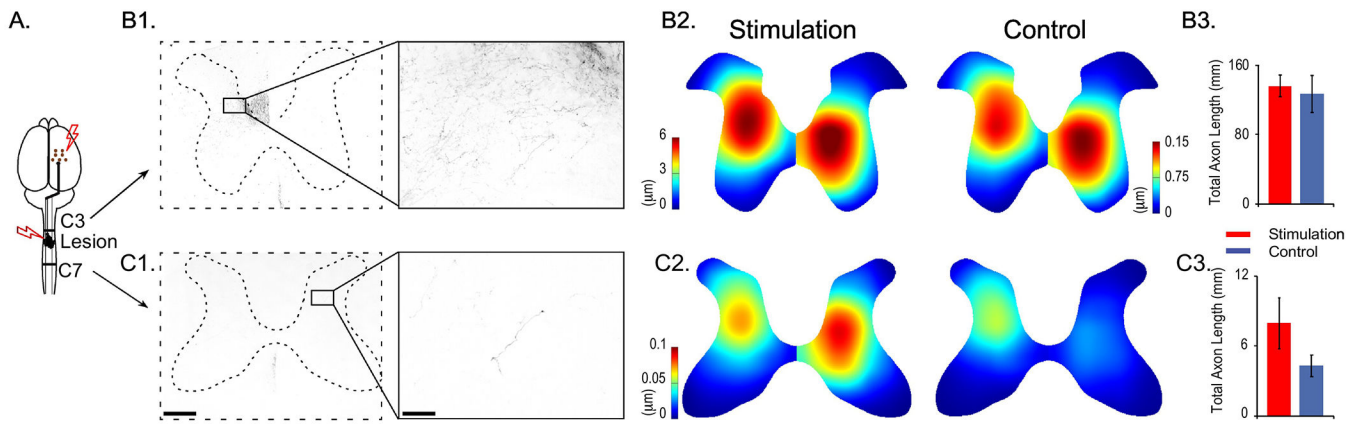 A.
B1.
B2.
B3.
Stimulation
Control
C3
Lesion
C7
6
3
0
(µm)
0.15
0.75
0
(µm)
160
80
0
Total Axon Length (mm)
Stimulation
Control
C1.
C2.
C3.
0.1
0.05
0
(µm)
12
6
0
Total Axon Length (mm)